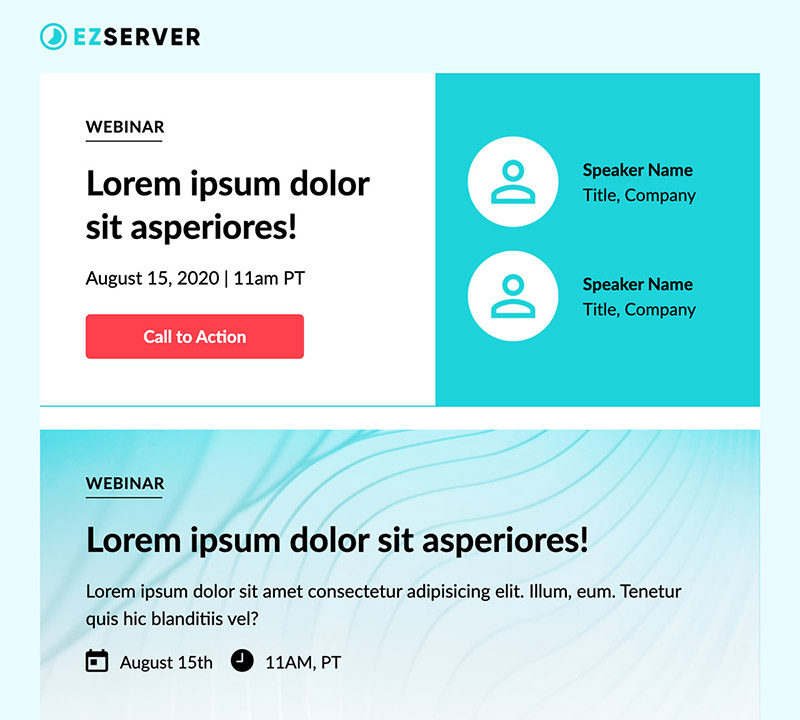 EZSERVER
WEBINAR
Lorem ipsum dolor
sit asperiores!
August 15, 2020 | 11am PT
Call to Action
Speaker Name
Title, Company
Speaker Name
Title, Company
WEBINAR
Lorem ipsum dolor sit asperiores!
Lorem ipsum dolor sit amet consectetur adipisicing elit. Illum, eum. Tenetur
quis hic blanditiis vel?
August 15th 11AM, PT